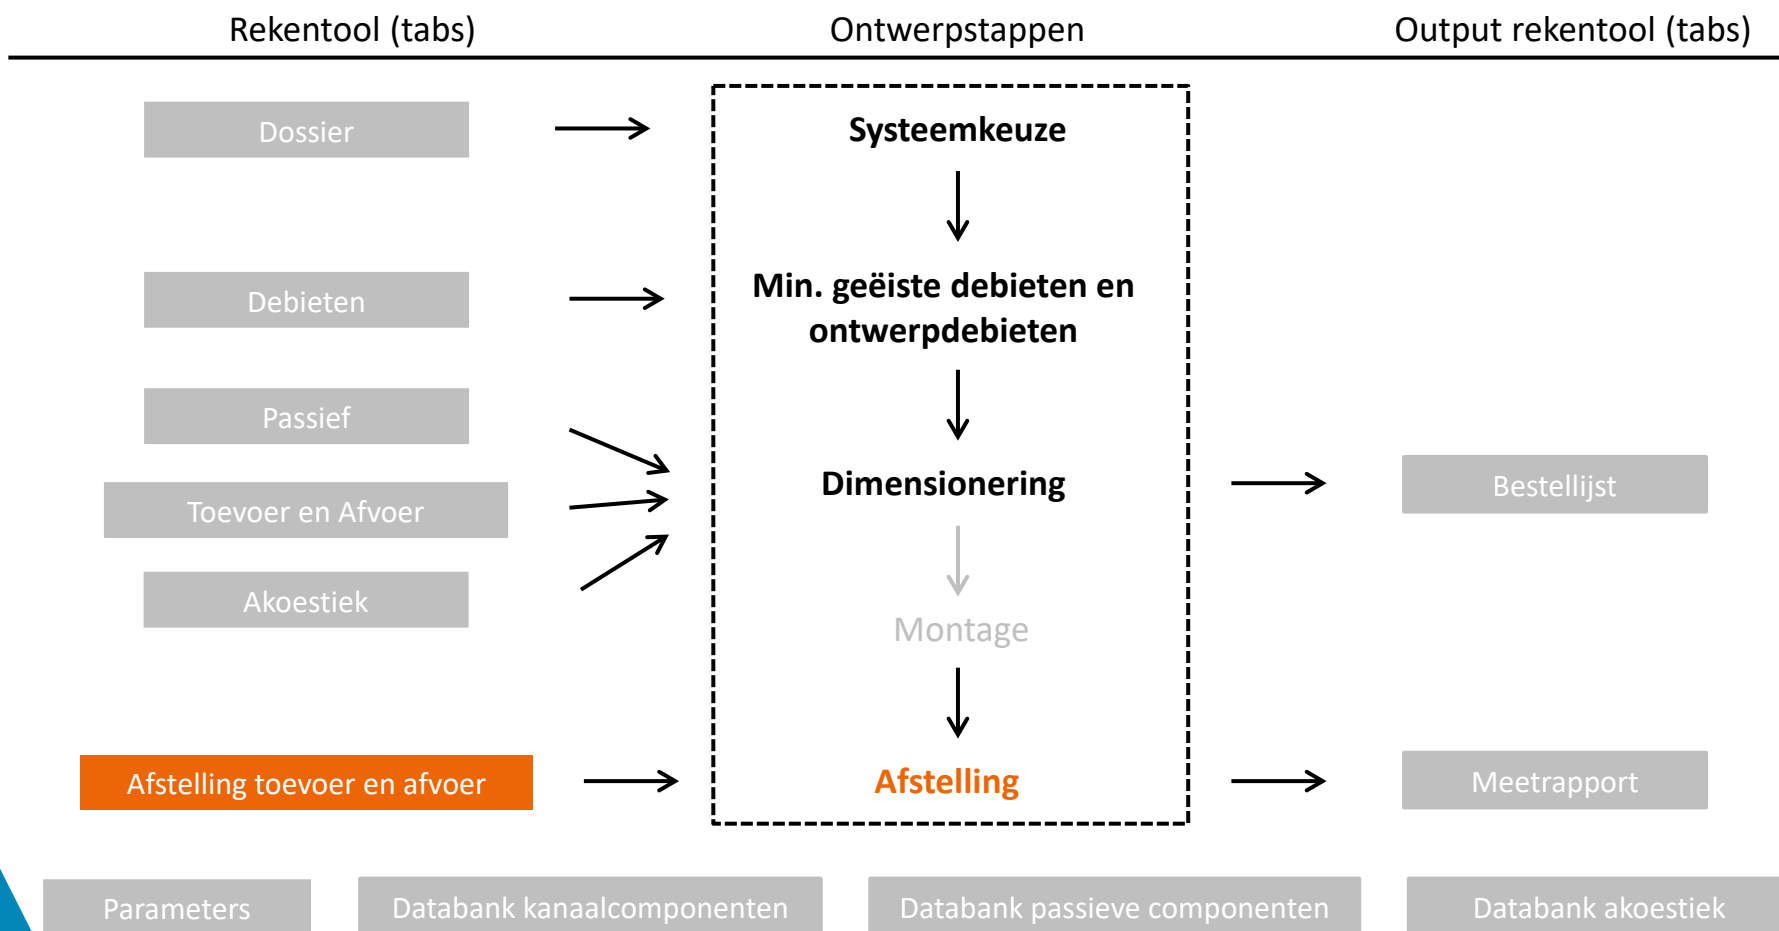 Rekentool (tabs)
Ontwerpstappen
Output rekentool (tabs)
Dossier
Systeemkeuze
Debieten
Min. geëiste debieten en
ontwerpdebieten
Passief
Toevoer en Afvoer
Akoestiek
Dimensionering
Bestellijst
Montage
Afstelling toevoer en afvoer
Afstelling
Meetrapport
Parameters
Databank kanaalcomponenten
Databank passieve componenten
Databank akoestiek